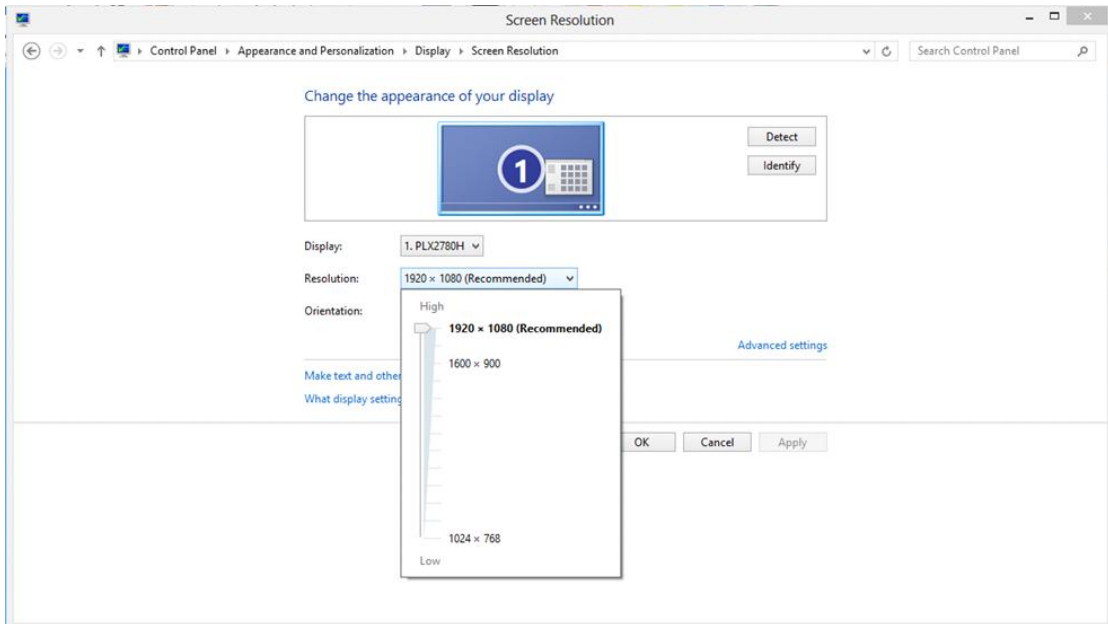 Screen Resolution
Control Panel Appearance and Personalization Display Screen Resolution
Search Control Panel
Change the appearance of your display
1
Detect
Identify
Display: 1. PLX2780H
Resolution: 1920 × 1080 (Recommended)
Orientation:
High
1920 × 1080 (Recommended)
1600 × 900
1024 × 768
Low
Advanced settings
Make text and other
What display setting
OK Cancel Apply